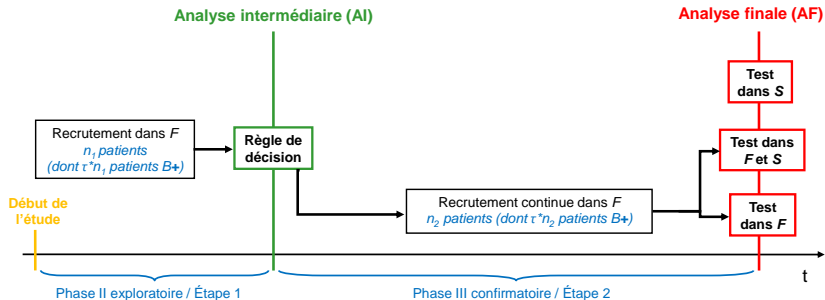 Analyse intermédiaire (AI)
Analyse finale (AF)
Test
dans S
Recrutement dans F
n1 patients
(dont τ*n1 patients B+)
Règle de
décision
Test dans
F et S
Recrutement continue dans F
n2 patients (dont τ*n2 patients B+)
Test
dans F
Début de
l'étude
t
Phase II exploratoire / Étape 1
Phase III confirmatoire / Étape 2